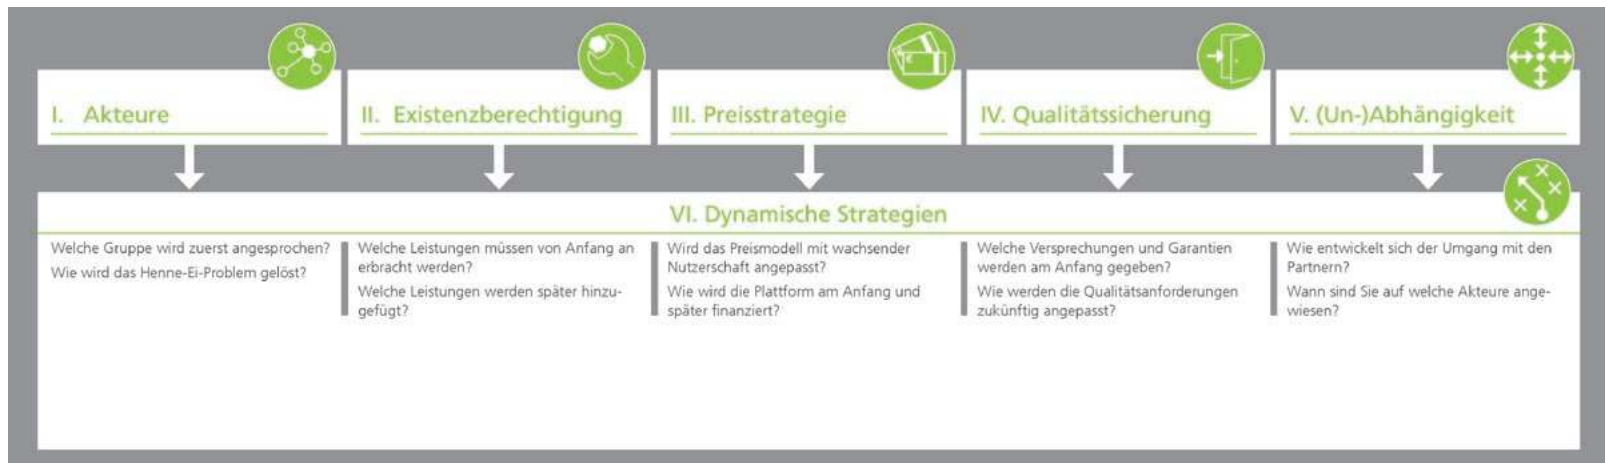 I. Akteure
II. Existenzberechtigung
III. Preisstrategie
IV. Qualitätssicherung
V. (Un-)Abhängigkeit
VI. Dynamische Strategien
Welche Gruppe wird zuerst angesprochen?
Wie wird das Henne-Ei-Problem gelöst?
Welche Leistungen müssen von Anfang an
erbracht werden?
Welche Leistungen werden später hinzu-
gefügt?
Wird das Preismodell mit wachsender
Nutzerschaft angepasst?
Wie wird die Plattform am Anfang und
später finanziert?
Welche Versprechungen und Garantien
werden am Anfang gegeben?
Wie werden die Qualitätsanforderungen
zukünftig angepasst?
Wie entwickelt sich der Umgang mit den
Partnern?
Wann sind Sie auf welche Akteure ange-
wiesen?